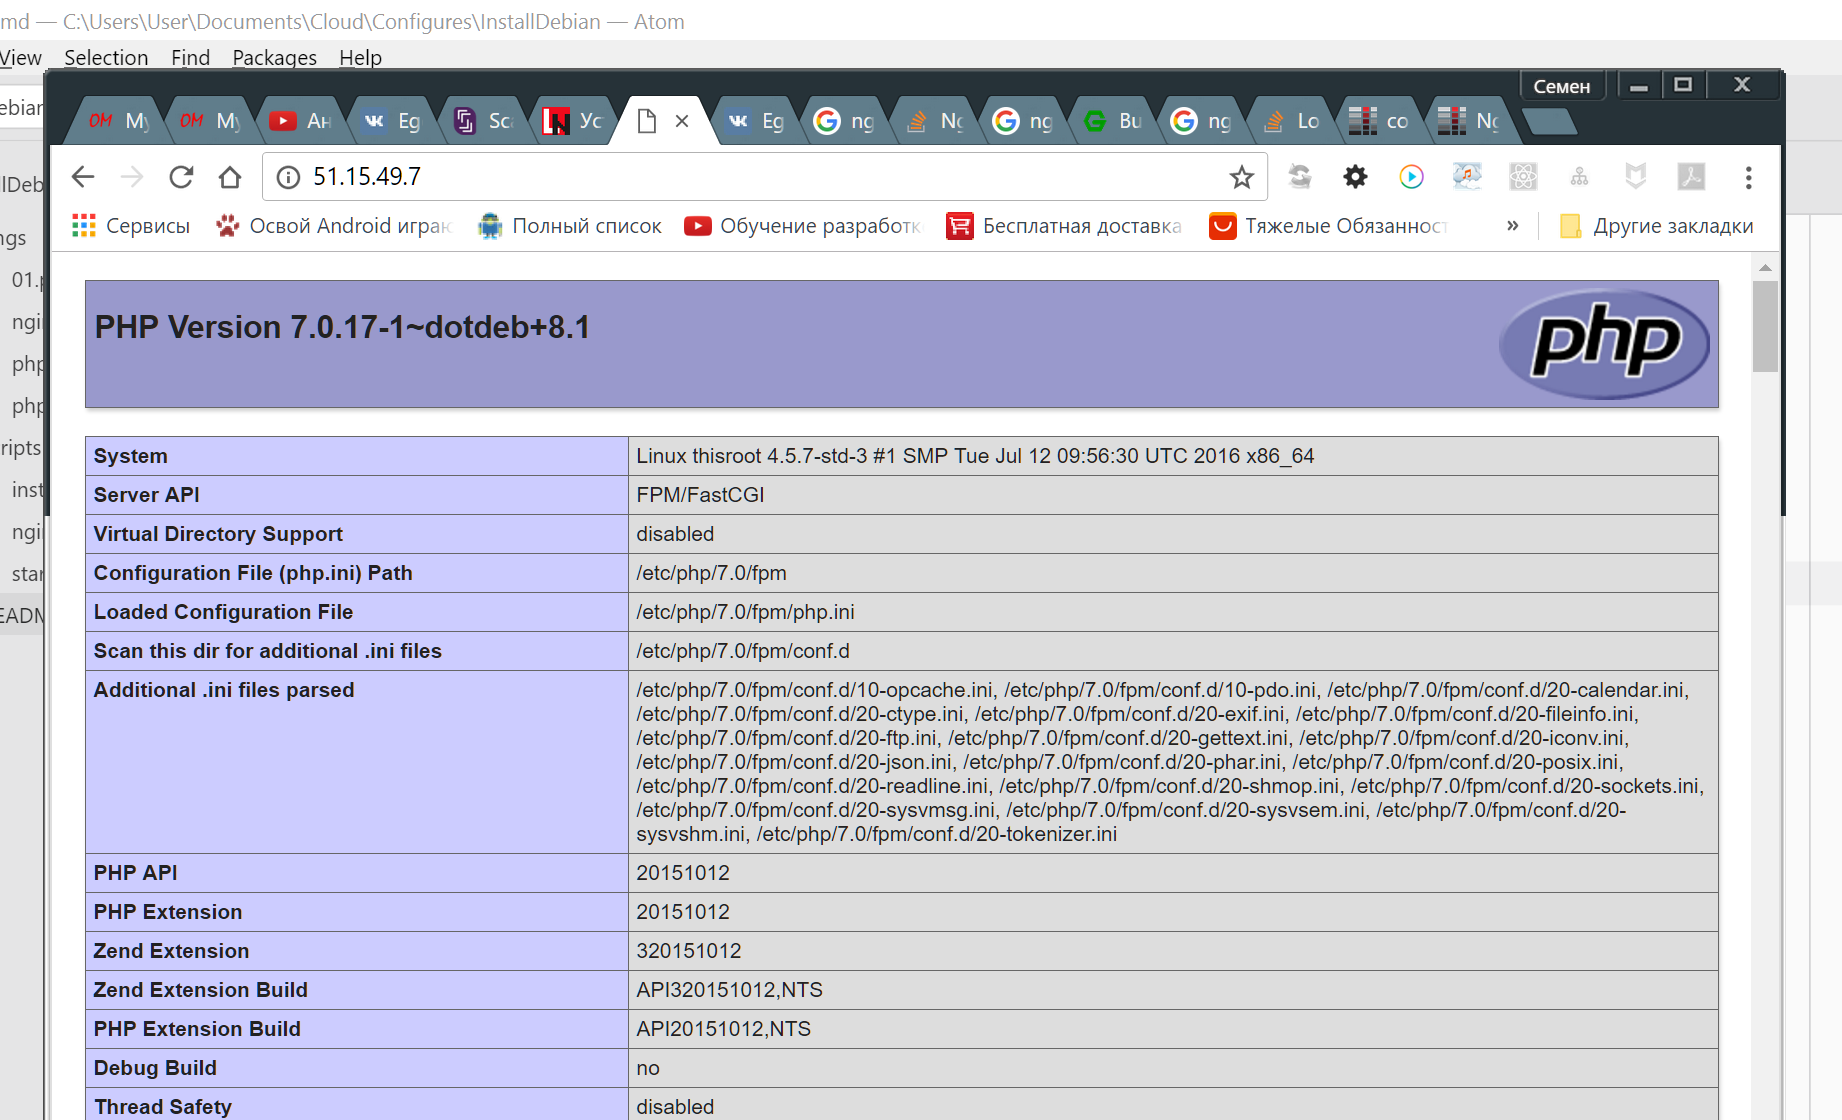 md — C:\Users\User\Documents\Cloud\Configures\InstallDebian — Atom
View Selection Find Packages Help
Семен
ebian
OM My
OM My
Ан
Eg
Sca
Ус
Eg
ng
Ng
ng
Bu
ng
Lo
co
Ng
51.15.49.7
Сервисы
Освой Android играю
Полный список
Обучение разработк
Бесплатная доставка
Тяжелые Обязанност
»
Другие закладки
llDeb
ngs
01.p
ngi
php
php
ripts
inst
ngi
star
EADM
PHP Version 7.0.17-1~dotdeb+8.1
php
System Linux thisroot 4.5.7-std-3 #1 SMP Tue Jul 12 09:56:30 UTC 2016 x86_64
Server API FPM/FastCGI
Virtual Directory Support disabled
Configuration File (php.ini) Path /etc/php/7.0/fpm
Loaded Configuration File /etc/php/7.0/fpm/php.ini
Scan this dir for additional .ini files /etc/php/7.0/fpm/conf.d
Additional .ini files parsed /etc/php/7.0/fpm/conf.d/10-opcache.ini, /etc/php/7.0/fpm/conf.d/10-pdo.ini, /etc/php/7.0/fpm/conf.d/20-calendar.ini,
/etc/php/7.0/fpm/conf.d/20-ctype.ini, /etc/php/7.0/fpm/conf.d/20-exif.ini, /etc/php/7.0/fpm/conf.d/20-fileinfo.ini,
/etc/php/7.0/fpm/conf.d/20-ftp.ini, /etc/php/7.0/fpm/conf.d/20-gettext.ini, /etc/php/7.0/fpm/conf.d/20-iconv.ini,
/etc/php/7.0/fpm/conf.d/20-json.ini, /etc/php/7.0/fpm/conf.d/20-phar.ini, /etc/php/7.0/fpm/conf.d/20-posix.ini,
/etc/php/7.0/fpm/conf.d/20-readline.ini, /etc/php/7.0/fpm/conf.d/20-shmop.ini, /etc/php/7.0/fpm/conf.d/20-sockets.ini,
/etc/php/7.0/fpm/conf.d/20-sysvmsg.ini, /etc/php/7.0/fpm/conf.d/20-sysvsem.ini, /etc/php/7.0/fpm/conf.d/20-
sysvshm.ini, /etc/php/7.0/fpm/conf.d/20-tokenizer.ini
PHP API 20151012
PHP Extension 20151012
Zend Extension 320151012
Zend Extension Build API320151012,NTS
PHP Extension Build API20151012,NTS
Debug Build no
Thread Safety disabled